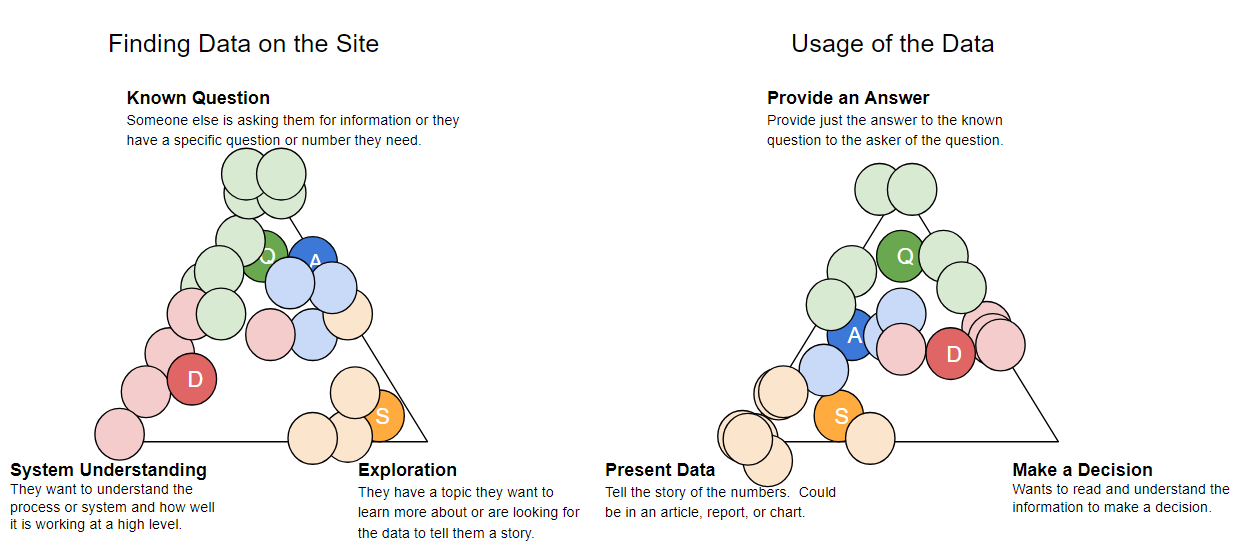 Finding Data on the Site
Known Question
Someone else is asking them for information or they
have a specific question or number they need.
Q
A
D
S
System Understanding
They want to understand the
process or system and how well
it is working at a high level.
Exploration
They have a topic they want to
learn more about or are looking for
the data to tell them a story.
Usage of the Data
Provide an Answer
Provide just the answer to the known
question to the asker of the question.
Q
A
D
S
Present Data
Tell the story of the numbers.  Could
be in an article, report, or chart.
Make a Decision
Wants to read and understand the
information to make a decision.